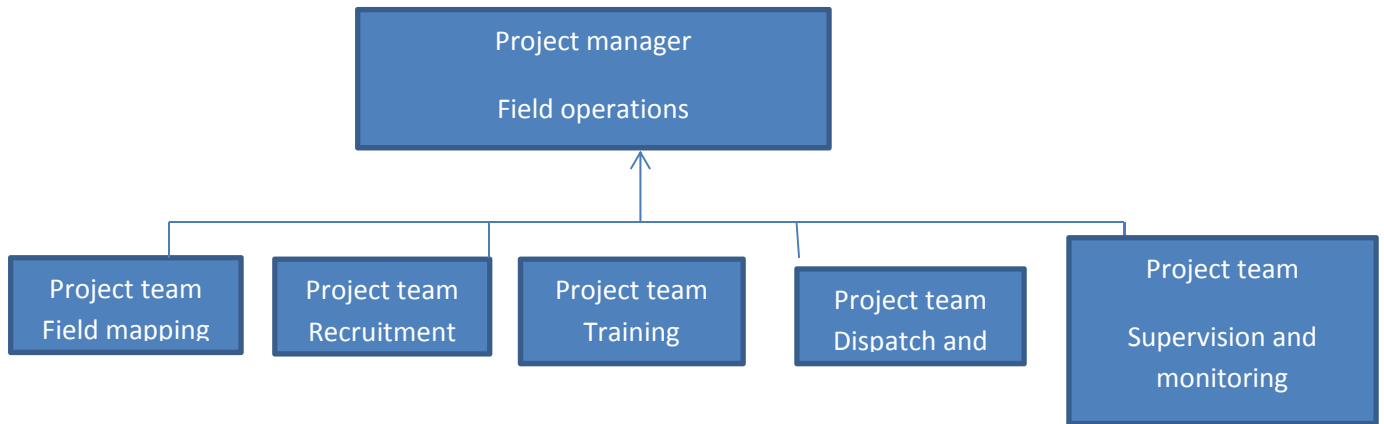 Project manager
Field operations
Project team
Field mapping
Project team
Recruitment
Project team
Training
Project team
Dispatch and
Project team
Supervision and
monitoring